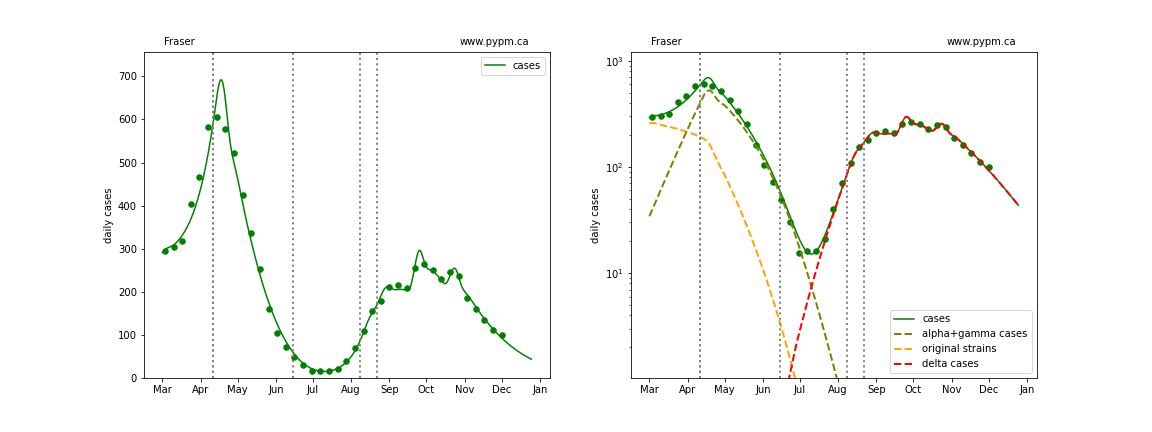 Fraser www.pypm.ca
cases
daily cases
700
600
500
400
300
200
100
0
Mar Apr May Jun Jul Aug Sep Oct Nov Dec Jan
Fraser www.pypm.ca
daily cases
10³
10²
10¹
cases
alpha+gamma cases
original strains
delta cases
Mar Apr May Jun Jul Aug Sep Oct Nov Dec Jan